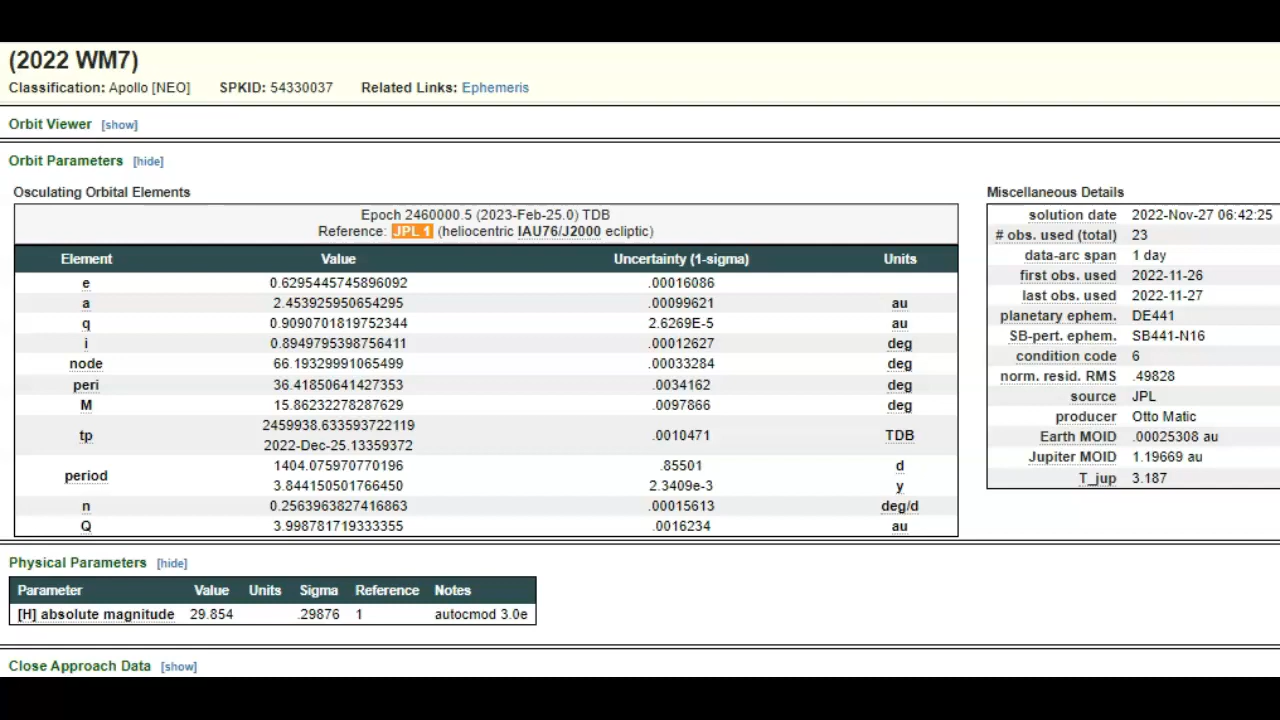 (2022 WM7)
Classification: Apollo [NEO] SPKID: 54330037 Related Links: Ephemeris
Orbit Viewer [show]
Orbit Parameters [hide]
Osculating Orbital Elements
Epoch 2460000.5 (2023-Feb-25.0) TDB
Reference: JPL 1 (heliocentric IAU76/J2000 ecliptic)
Element Value Uncertainty (1-sigma) Units
e 0.6295445745896092 .00016086
a 2.453925950654295 .00099621 au
q 0.9090701819752344 2.6269E-5 au
i 0.8949795398756411 .00012627 deg
node 66.19329991065499 .00033284 deg
peri 36.41850641427353 .0034162 deg
M 15.86232278287629 .0097866 deg
tp 2459938.633593722119 .0010471 TDB
2022-Dec-25.13359372
period 1404.075970770196 .85501 d
3.844150501766450 2.3409e-3 y
n 0.2563963827416863 .00015613 deg/d
Q 3.998781719333355 .0016234 au
Miscellaneous Details
solution date 2022-Nov-27 06:42:25
# obs. used (total) 23
data-arc span 1 day
first obs. used 2022-11-26
last obs. used 2022-11-27
planetary ephem. DE441
SB-pert. ephem. SB441-N16
condition code 6
norm. resid. RMS .49828
source JPL
producer Otto Matic
Earth MOID .00025308 au
Jupiter MOID 1.19669 au
T_jup 3.187
Physical Parameters [hide]
Parameter Value Units Sigma Reference Notes
[H] absolute magnitude 29.854 .29876 1 autocmod 3.0e
Close Approach Data [show]